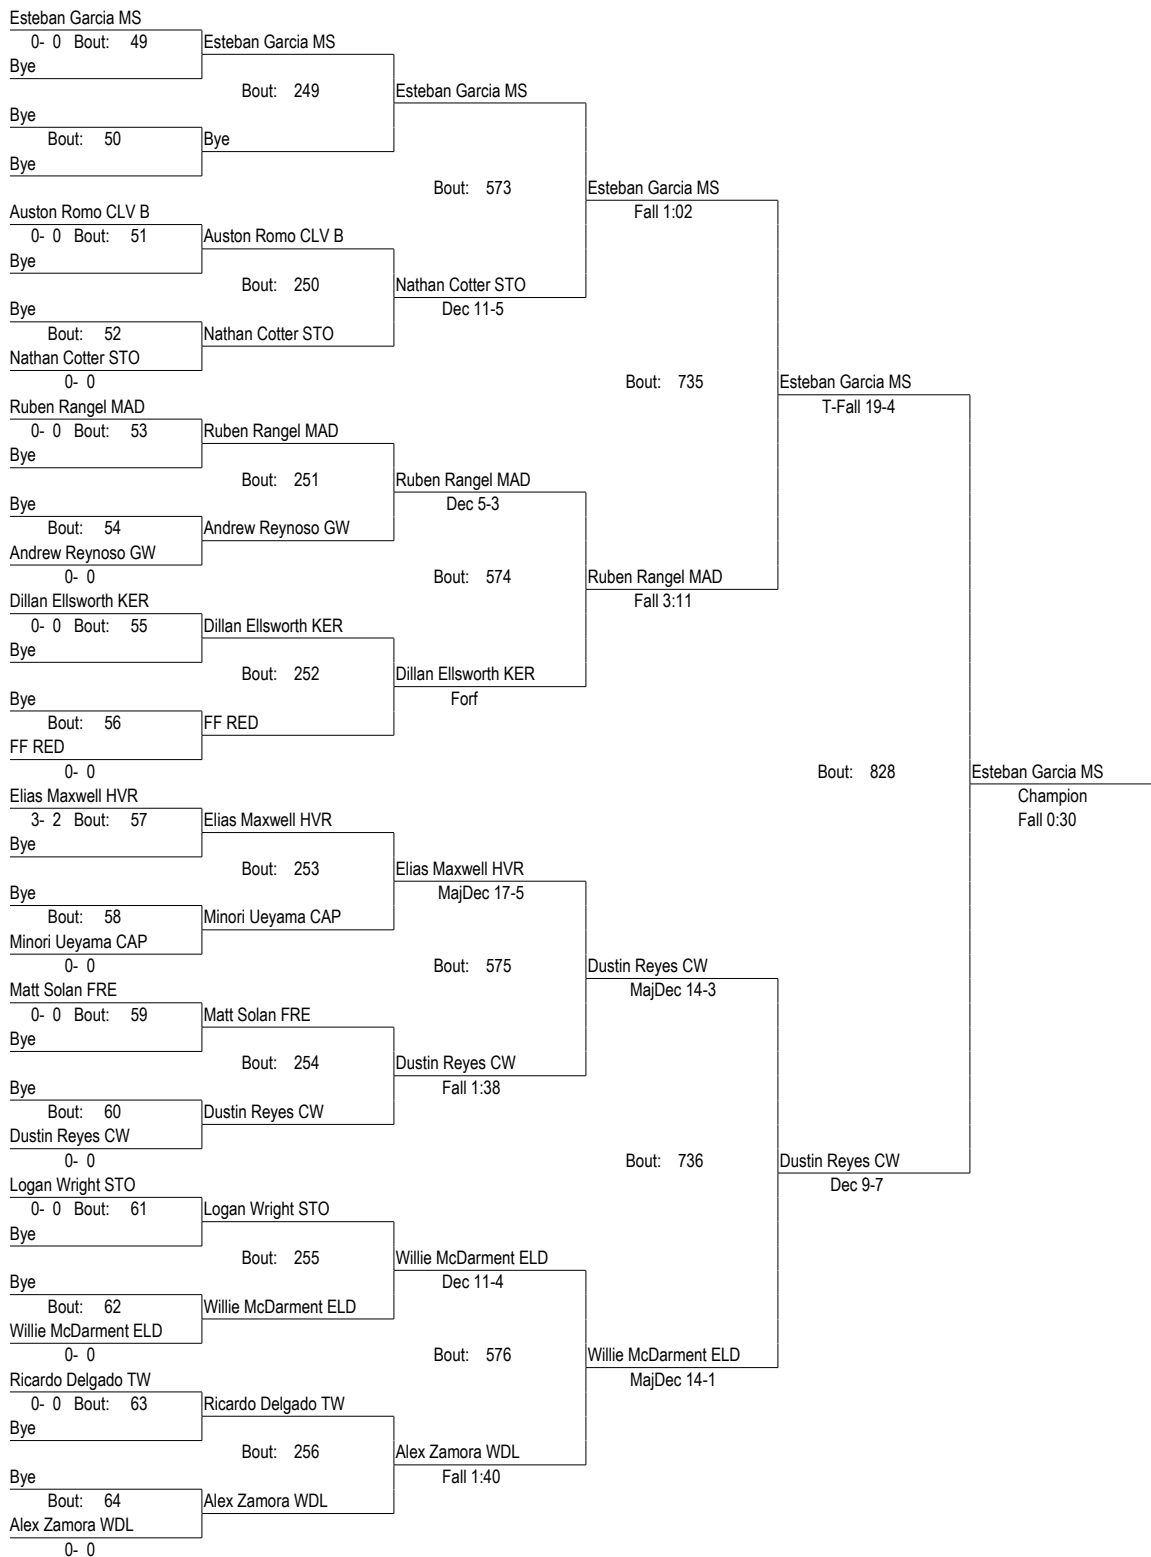 Esteban Garcia MS
0- 0 Bout: 49 Esteban Garcia MS
Bye
Bout: 249 Esteban Garcia MS
Bye
Bout: 50 Bye
Bye
Bout: 573 Esteban Garcia MS
Auston Romo CLV B Fall 1:02
0- 0 Bout: 51 Auston Romo CLV B
Bye
Bout: 250 Nathan Cotter STO
Bye Dec 11-5
Bout: 52 Nathan Cotter STO
Nathan Cotter STO
0- 0 Bout: 735 Esteban Garcia MS
Ruben Rangel MAD T-Fall 19-4
0- 0 Bout: 53 Ruben Rangel MAD
Bye
Bout: 251 Ruben Rangel MAD
Bye Dec 5-3
Bout: 54 Andrew Reynoso GW
Andrew Reynoso GW
0- 0 Bout: 574 Ruben Rangel MAD
Dillan Ellsworth KER Fall 3:11
0- 0 Bout: 55 Dillan Ellsworth KER
Bye
Bout: 252 Dillan Ellsworth KER
Bye Forf
Bout: 56 FF RED
FF RED
0- 0 Bout: 828 Esteban Garcia MS
Elias Maxwell HVR Champion
3- 2 Bout: 57 Elias Maxwell HVR Fall 0:30
Bye
Bout: 253 Elias Maxwell HVR
Bye MajDec 17-5
Bout: 58 Minori Ueyama CAP
Minori Ueyama CAP
0- 0 Bout: 575 Dustin Reyes CW
Matt Solan FRE MajDec 14-3
0- 0 Bout: 59 Matt Solan FRE
Bye
Bout: 254 Dustin Reyes CW
Bye Fall 1:38
Bout: 60 Dustin Reyes CW
Dustin Reyes CW
0- 0 Bout: 736 Dustin Reyes CW
Logan Wright STO Dec 9-7
0- 0 Bout: 61 Logan Wright STO
Bye
Bout: 255 Willie McDarment ELD
Bye Dec 11-4
Bout: 62 Willie McDarment ELD
Willie McDarment ELD
0- 0 Bout: 576 Willie McDarment ELD
Ricardo Delgado TW MajDec 14-1
0- 0 Bout: 63 Ricardo Delgado TW
Bye
Bout: 256 Alex Zamora WDL
Bye Fall 1:40
Bout: 64 Alex Zamora WDL
Alex Zamora WDL
0- 0